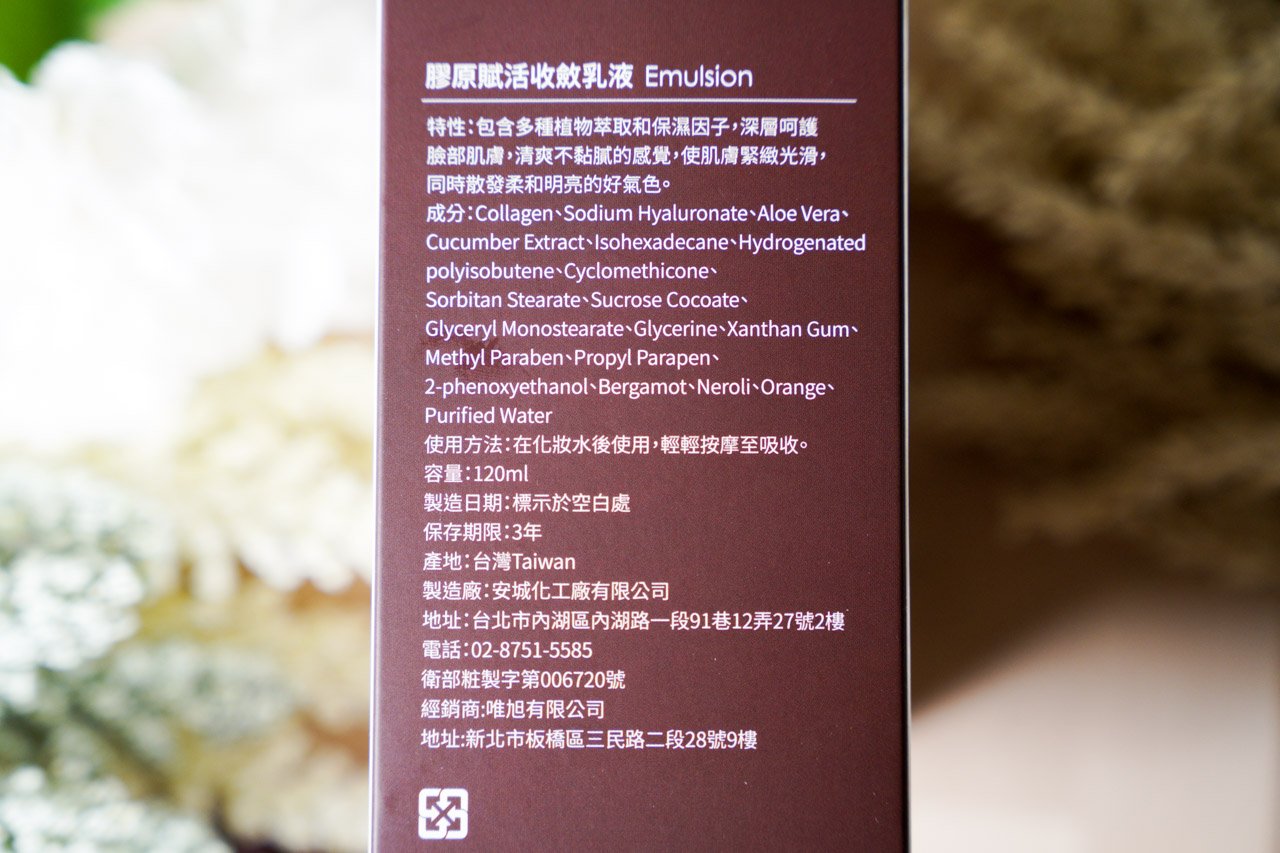 膠原賦活收斂乳液 Emulsion
特性：包含多種植物萃取和保濕因子，深層呵護
臉部肌膚，清爽不黏膩的感覺，使肌膚緊緻光滑，
同時散發柔和明亮的好氣色。
成分：Collagen、Sodium Hyaluronate、Aloe Vera、
Cucumber Extract、Isohexadecane、Hydrogenated
polyisobutene、Cyclomethicone、
Sorbitan Stearate、Sucrose Cocoate、
Glyceryl Monostearate、Glycerine、Xanthan Gum、
Methyl Paraben、Propyl Parapen、
2-phenoxyethanol、Bergamot、Neroli、Orange、
Purified Water
使用方法：在化妝水後使用，輕輕按摩至吸收。
容量：120ml
製造日期：標示於空白處
保存期限：3年
產地：台灣Taiwan
製造廠：安城化工廠有限公司
地址：台北市內湖區內湖路一段91巷12弄27號2樓
電話：02-8751-5585
衛部粧製字第006720號
經銷商:唯旭有限公司
地址:新北市板橋區三民路二段28號9樓